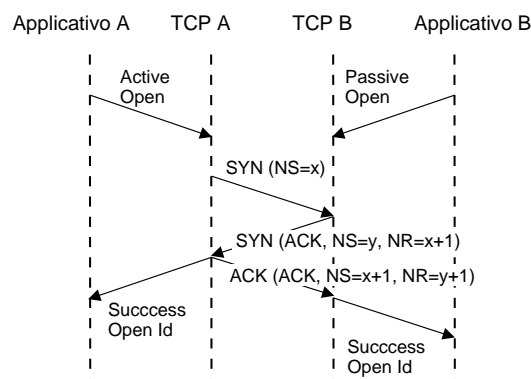 Applicativo A TCP A TCP B Applicativo B
Active
Open
Passive
Open
SYN (NS=x)
SYN (ACK, NS=y, NR=x+1)
ACK (ACK, NS=x+1, NR=y+1)
Succcess
Open Id
Succcess
Open Id